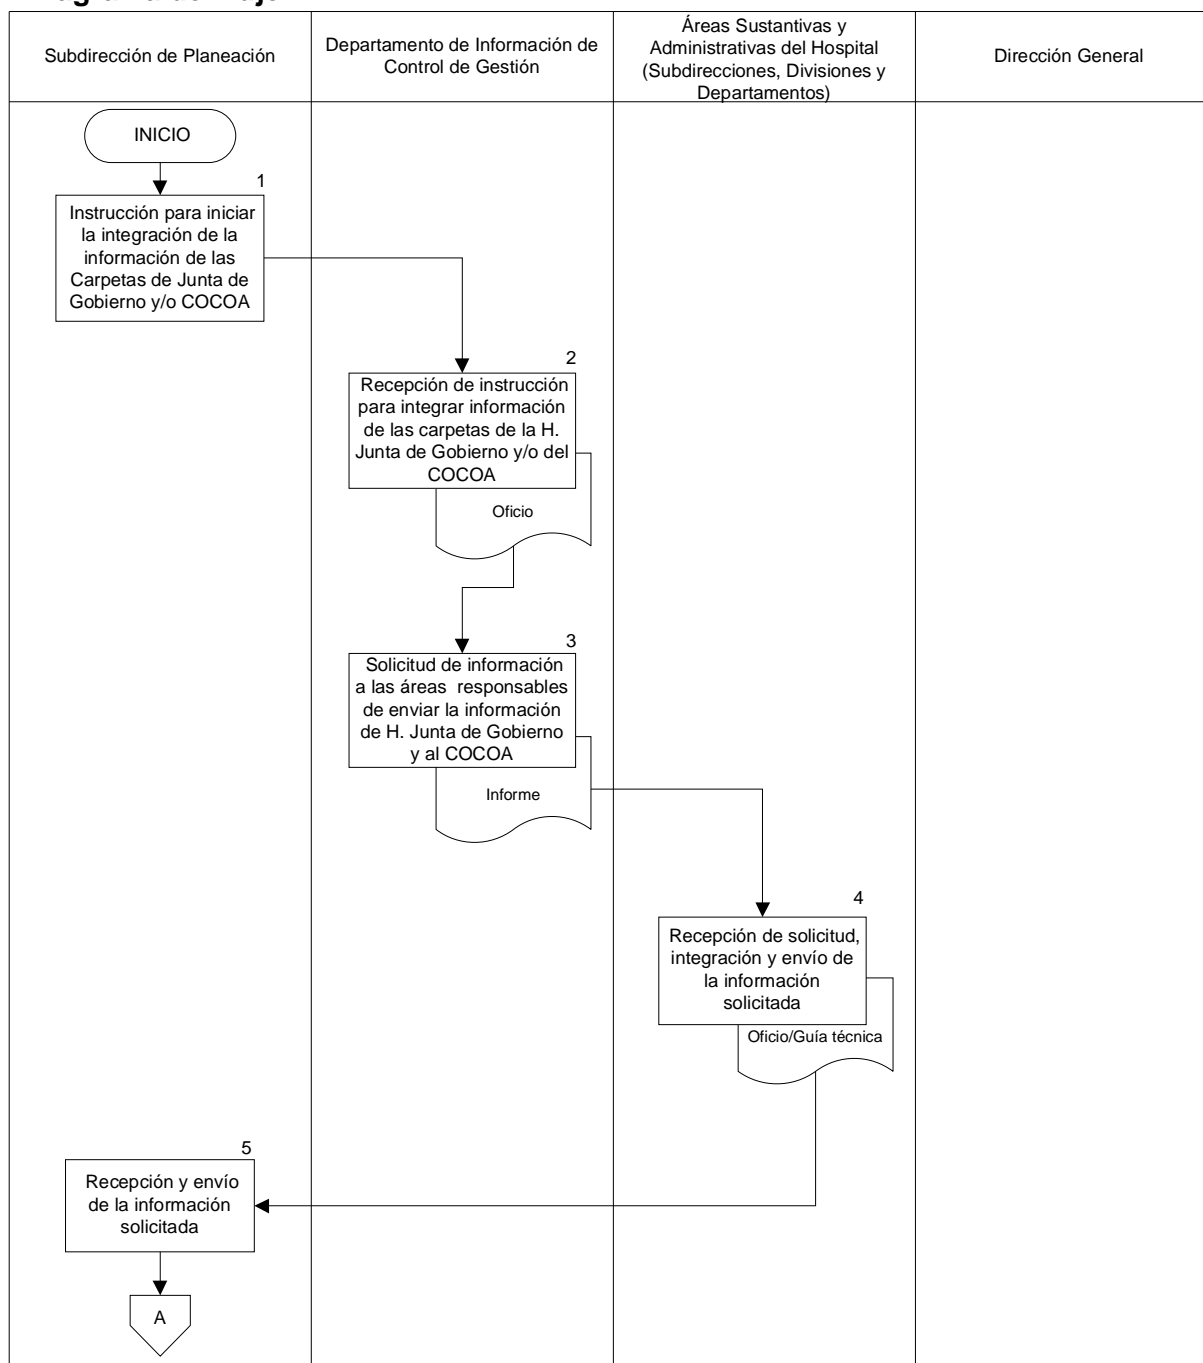 Subdirección de Planeación
Departamento de Información de
Control de Gestión
Áreas Sustantivas y
Administrativas del Hospital
(Subdirecciones, Divisiones y
Departamentos)
Dirección General
INICIO
1
Instrucción para iniciar
la integración de la
información de las
Carpetas de Junta de
Gobierno y/o COCOA
2
Recepción de instrucción
para integrar información
de las carpetas de la H.
Junta de Gobierno y/o del
COCOA
Oficio
3
Solicitud de información
a las áreas responsables
de enviar la información
de H. Junta de Gobierno
y al COCOA
Informe
4
Recepción de solicitud,
integración y envío de
la información
solicitada
Oficio/Guía técnica
5
Recepción y envío
de la información
solicitada
A